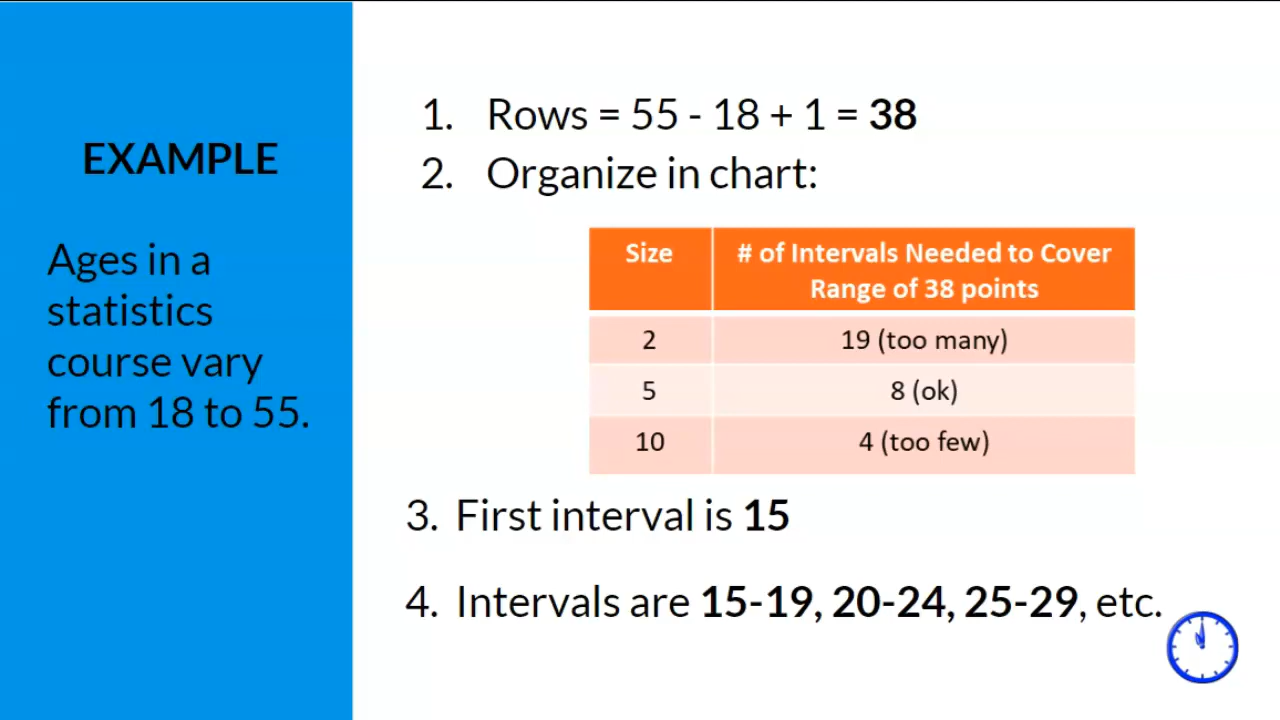 EXAMPLE
Ages in a
statistics
course vary
from 18 to 55.
1. Rows = 55 - 18 + 1 = 38
2. Organize in chart:
Size # of Intervals Needed to Cover
Range of 38 points
2 19 (too many)
5 8 (ok)
10 4 (too few)
3. First interval is 15
4. Intervals are 15-19, 20-24, 25-29, etc.